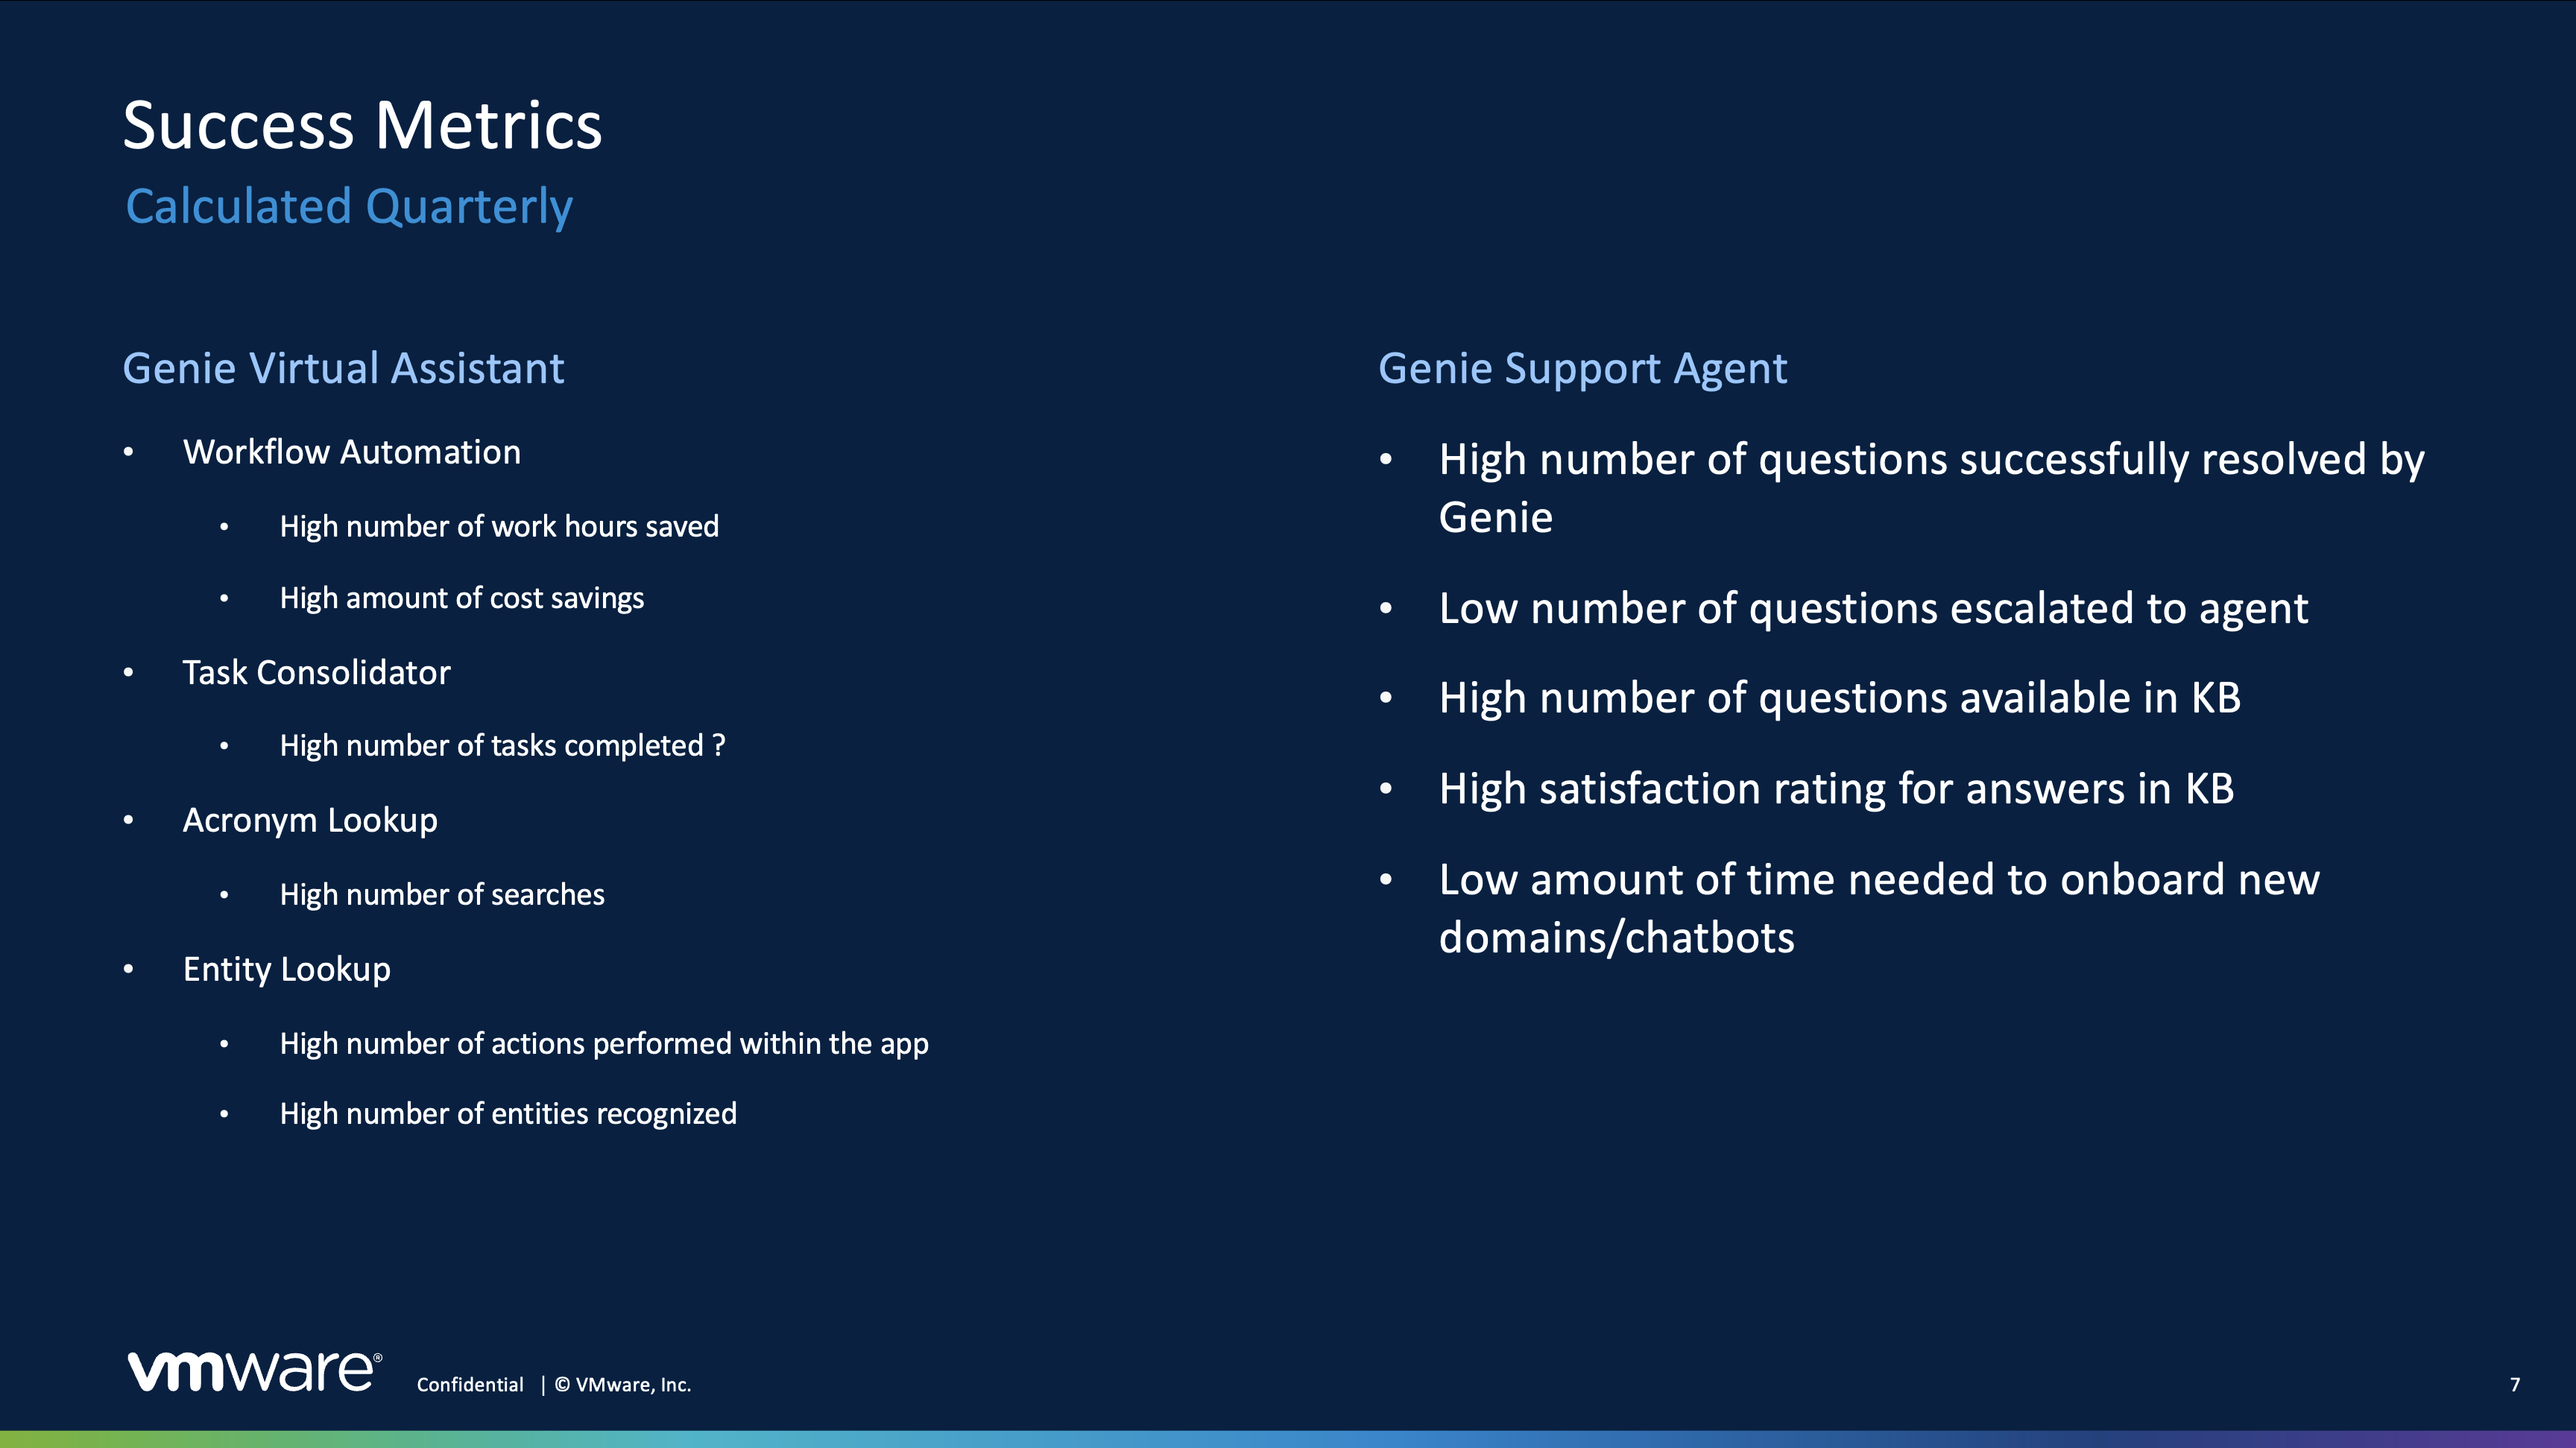 Success Metrics
Calculated Quarterly
Genie Virtual Assistant
• Workflow Automation
• High number of work hours saved
• High amount of cost savings
• Task Consolidator
• High number of tasks completed ?
• Acronym Lookup
• High number of searches
• Entity Lookup
• High number of actions performed within the app
• High number of entities recognized
Genie Support Agent
• High number of questions successfully resolved by
Genie
• Low number of questions escalated to agent
• High number of questions available in KB
• High satisfaction rating for answers in KB
• Low amount of time needed to onboard new
domains/chatbots
vmware® Confidential | © VMware, Inc. 7